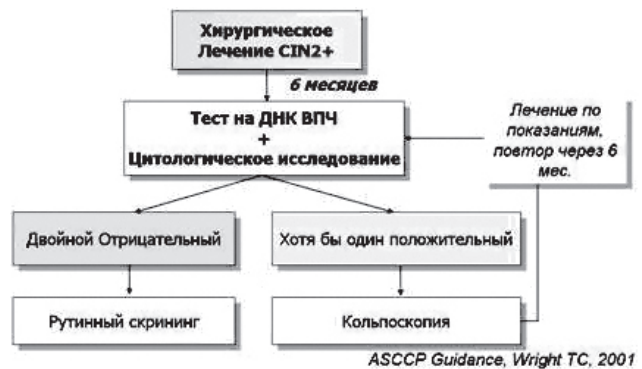 Хирургическое
Лечение CIN2+
6 месяцев
Тест на ДНК ВПЧ
+
Цитологическое исследование
Лечение по
показаниям,
повтор через 6
мес.
Двойной Отрицательный
Хотя бы один положительный
Рутинный скрининг
Кольпоскопия
ASCCP Guidance, Wright TC, 2001